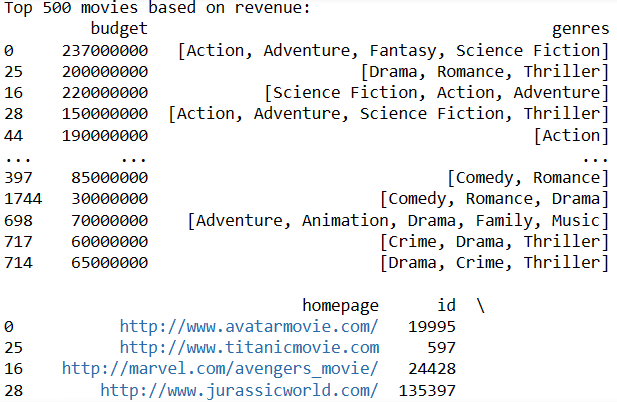 Top 500 movies based on revenue:
budget genres
0 237000000 [Action, Adventure, Fantasy, Science Fiction]
25 200000000 [Drama, Romance, Thriller]
16 220000000 [Science Fiction, Action, Adventure]
28 150000000 [Action, Adventure, Science Fiction, Thriller]
44 190000000 [Action]
... ... ...
397 85000000 [Comedy, Romance]
1744 30000000 [Comedy, Romance, Drama]
698 70000000 [Adventure, Animation, Drama, Family, Music]
717 60000000 [Crime, Drama, Thriller]
714 65000000 [Drama, Crime, Thriller]
homepage id \
0 http://www.avatarmovie.com/ 19995
25 http://www.titanicmovie.com 597
16 http://marvel.com/avengers_movie/ 24428
28 http://www.jurassicworld.com/ 135397